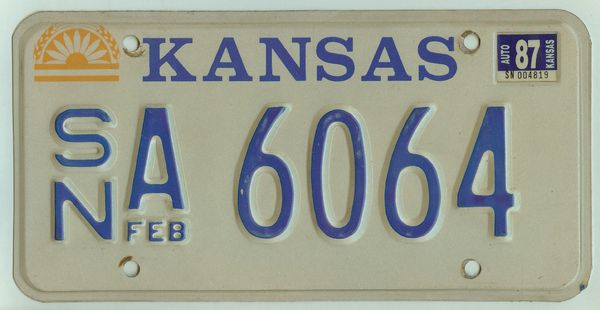 KANSAS
AUTO 87 KANSAS
SN 004819
SN A 6064
FEB